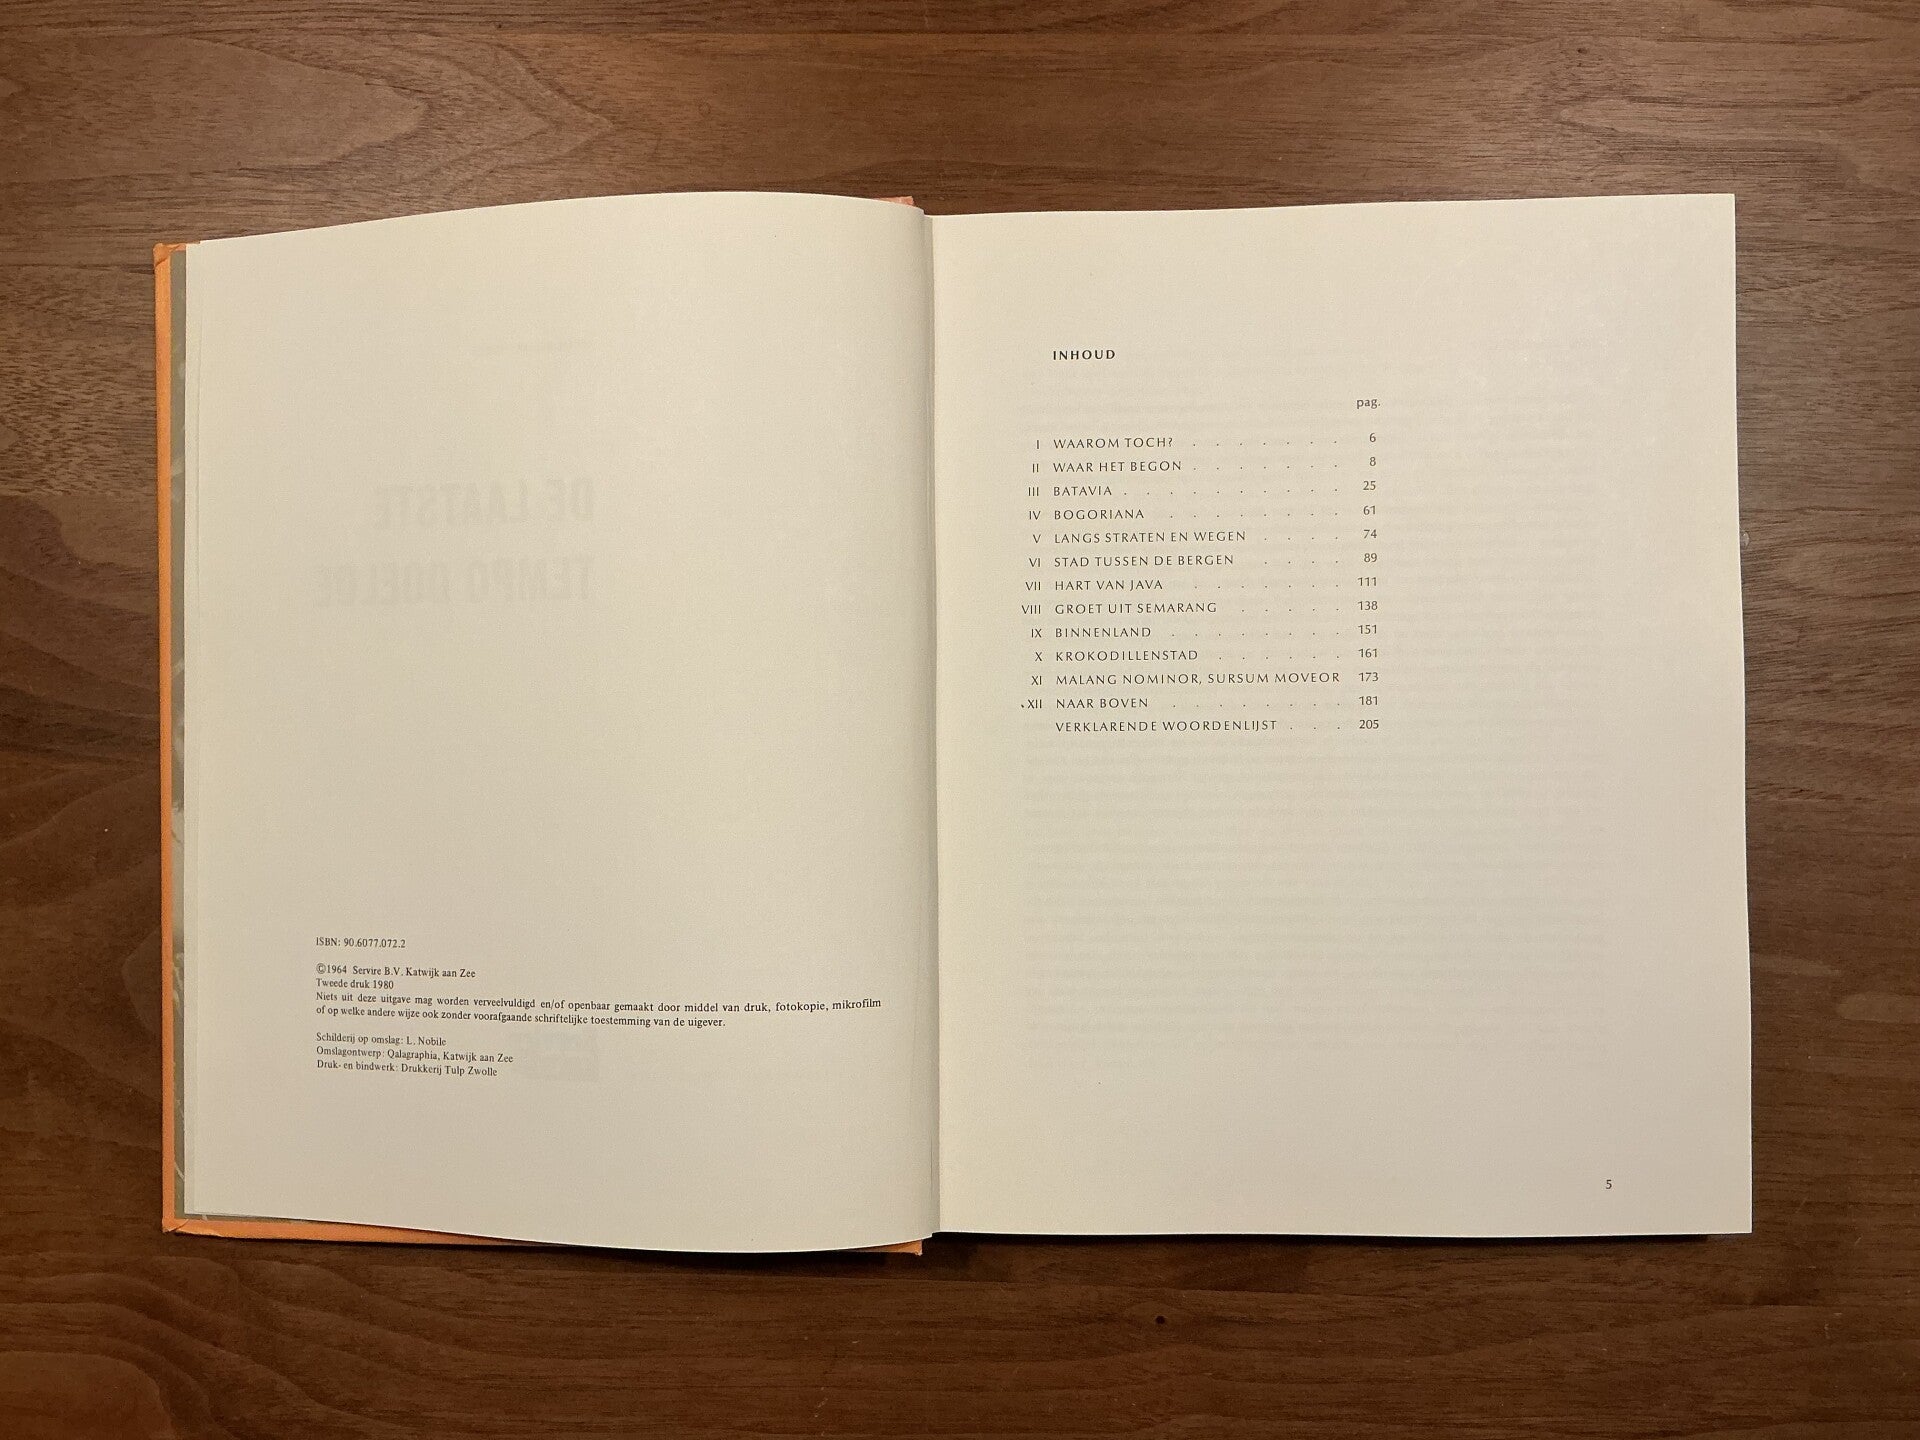 ISBN: 90.6077.072.2
©1964 Servire B.V. Katwijk aan Zee
Tweede druk 1980
Niets uit deze uitgave mag worden verveelvuldigd en/of openbaar gemaakt door middel van druk, fotokopie, mikrofilm
of op welke andere wijze ook zonder voorafgaande schriftelijke toestemming van de uigever.
Schilderij op omslag: L. Nobile
Omslagontwerp: Qalagraphia, Katwijk aan Zee
Druk- en bindwerk: Drukkerij Tulp Zwolle
INHOUD
pag.
I WAAROM TOCH? . . . . . . . 6
II WAAR HET BEGON . . . . . . . 8
III BATAVIA . . . . . . . . . . 25
IV BOGORIANA . . . . . . . . 61
V LANGS STRATEN EN WEGEN . . . . 74
VI STAD TUSSEN DE BERGEN . . . . 89
VII HART VAN JAVA . . . . . . . 111
VIII GROET UIT SEMARANG . . . . . 138
IX BINNENLAND . . . . . . . . 151
X KROKODILLENSTAD . . . . . . 161
XI MALANG NOMINOR, SURSUM MOVEOR 173
XII NAAR BOVEN . . . . . . . . 181
VERKLARENDE WOORDENLIJST . . . 205
5